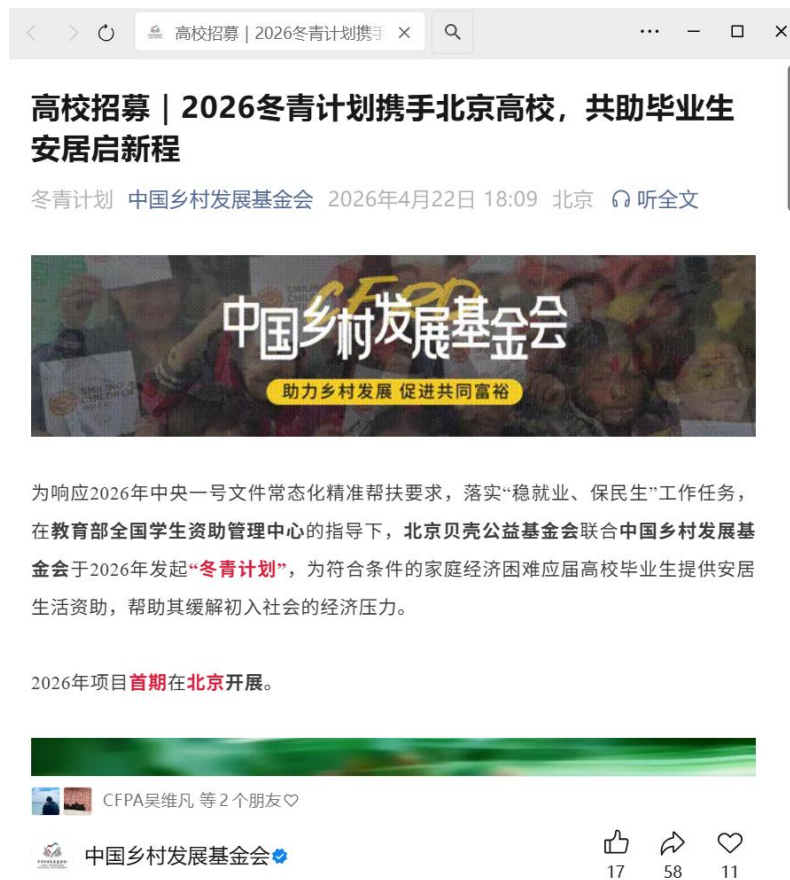 高校招募 | 2026冬青计划携手
高校招募｜2026冬青计划携手北京高校，共助毕业生
安居启新程
冬青计划 中国乡村发展基金会 2026年4月22日 18:09 北京 听全文
CFPD
中国乡村发展基金会
助力乡村发展 促进共同富裕
为响应2026年中央一号文件常态化精准帮扶要求，落实“稳就业、保民生”工作任务，
在教育部全国学生资助管理中心的指导下，北京贝壳公益基金会联合中国乡村发展基
金会于2026年发起“冬青计划”，为符合条件的家庭经济困难应届高校毕业生提供安居
生活资助，帮助其缓解初入社会的经济压力。
2026年项目首期在北京开展。
CFPA吴维凡 等2个朋友
中国乡村发展基金会
17 58 11